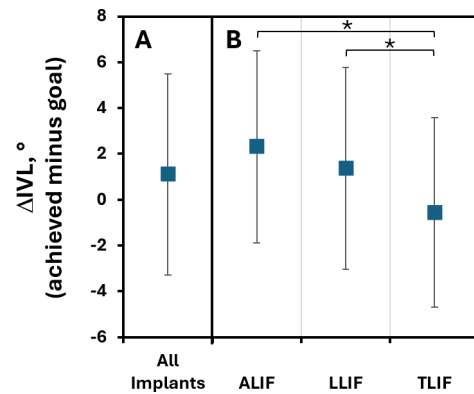 ΔIVL, °
(achieved minus goal)
8
6
4
2
0
-2
-4
-6
A
B
*
*
All
Implants
ALIF
LLIF
TLIF